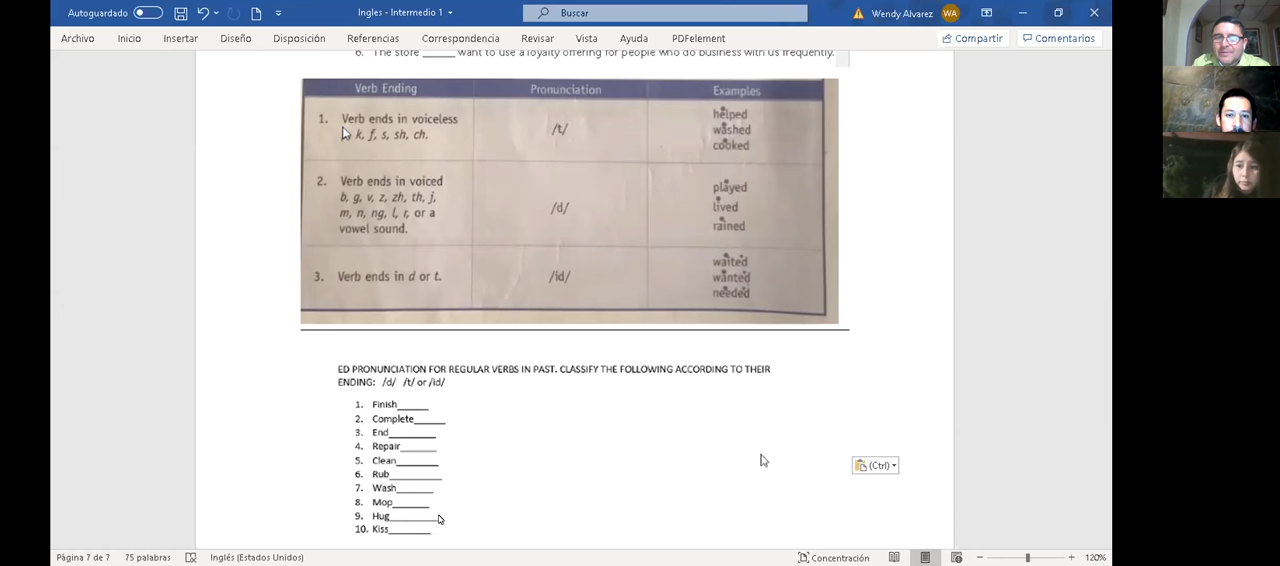 Autoguardado
Ingles - Intermedio 1
Buscar
Wendy Alvarez
WA
Archivo
Inicio
Insertar
Diseño
Disposición
Referencias
Correspondencias
Revisar
Vista
Ayuda
PDFelement
Compartir
Comentarios
6. The store ______ want to use a loyalty offering for people who do business with us frequently.
Verb Ending Pronunciation Examples
1. Verb ends in voiceless
k, f, s, sh, ch.
/t/
helped
washed
cooked
2. Verb ends in voiced
b, g, v, z, zh, th, j,
m, n, ng, l, r, or a
vowel sound.
/d/
played
lived
rained
3. Verb ends in d or t.
/id/
waited
wanted
needed
ED PRONUNCIATION FOR REGULAR VERBS IN PAST. CLASSIFY THE FOLLOWING ACCORDING TO THEIR
ENDING: /d/ /t/ or /id/
1. Finish______
2. Complete______
3. End_________
4. Repair_______
5. Clean________
6. Rub__________
7. Wash_______
8. Mop_______
9. Hug__________
10. Kiss________
(Ctrl)
Página 7 de 7
75 palabras
Inglés (Estados Unidos)
Concentración
120%